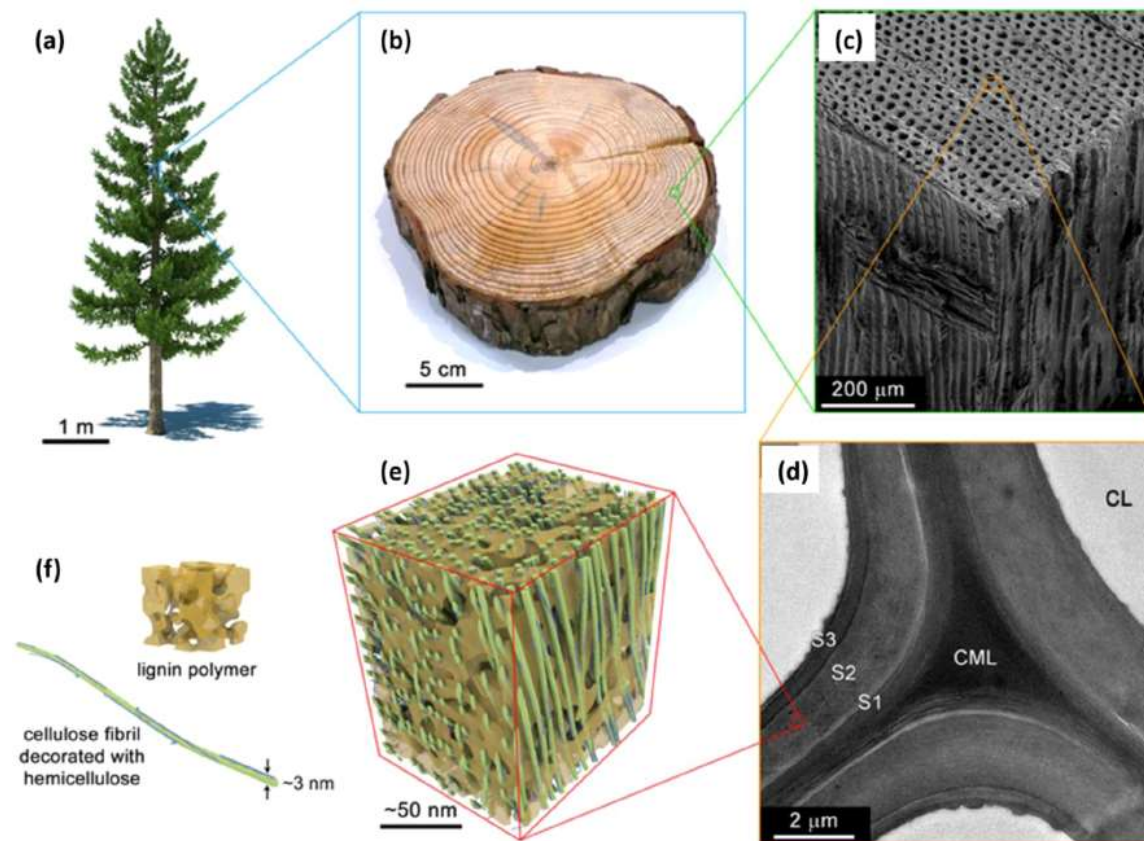 (a)
1 m
(b)
5 cm
(c)
200 μm
(d)
CL
S3
S2
S1
CML
2 μm
(e)
~50 nm
(f)
lignin polymer
cellulose fibril
decorated with
hemicellulose
~3 nm